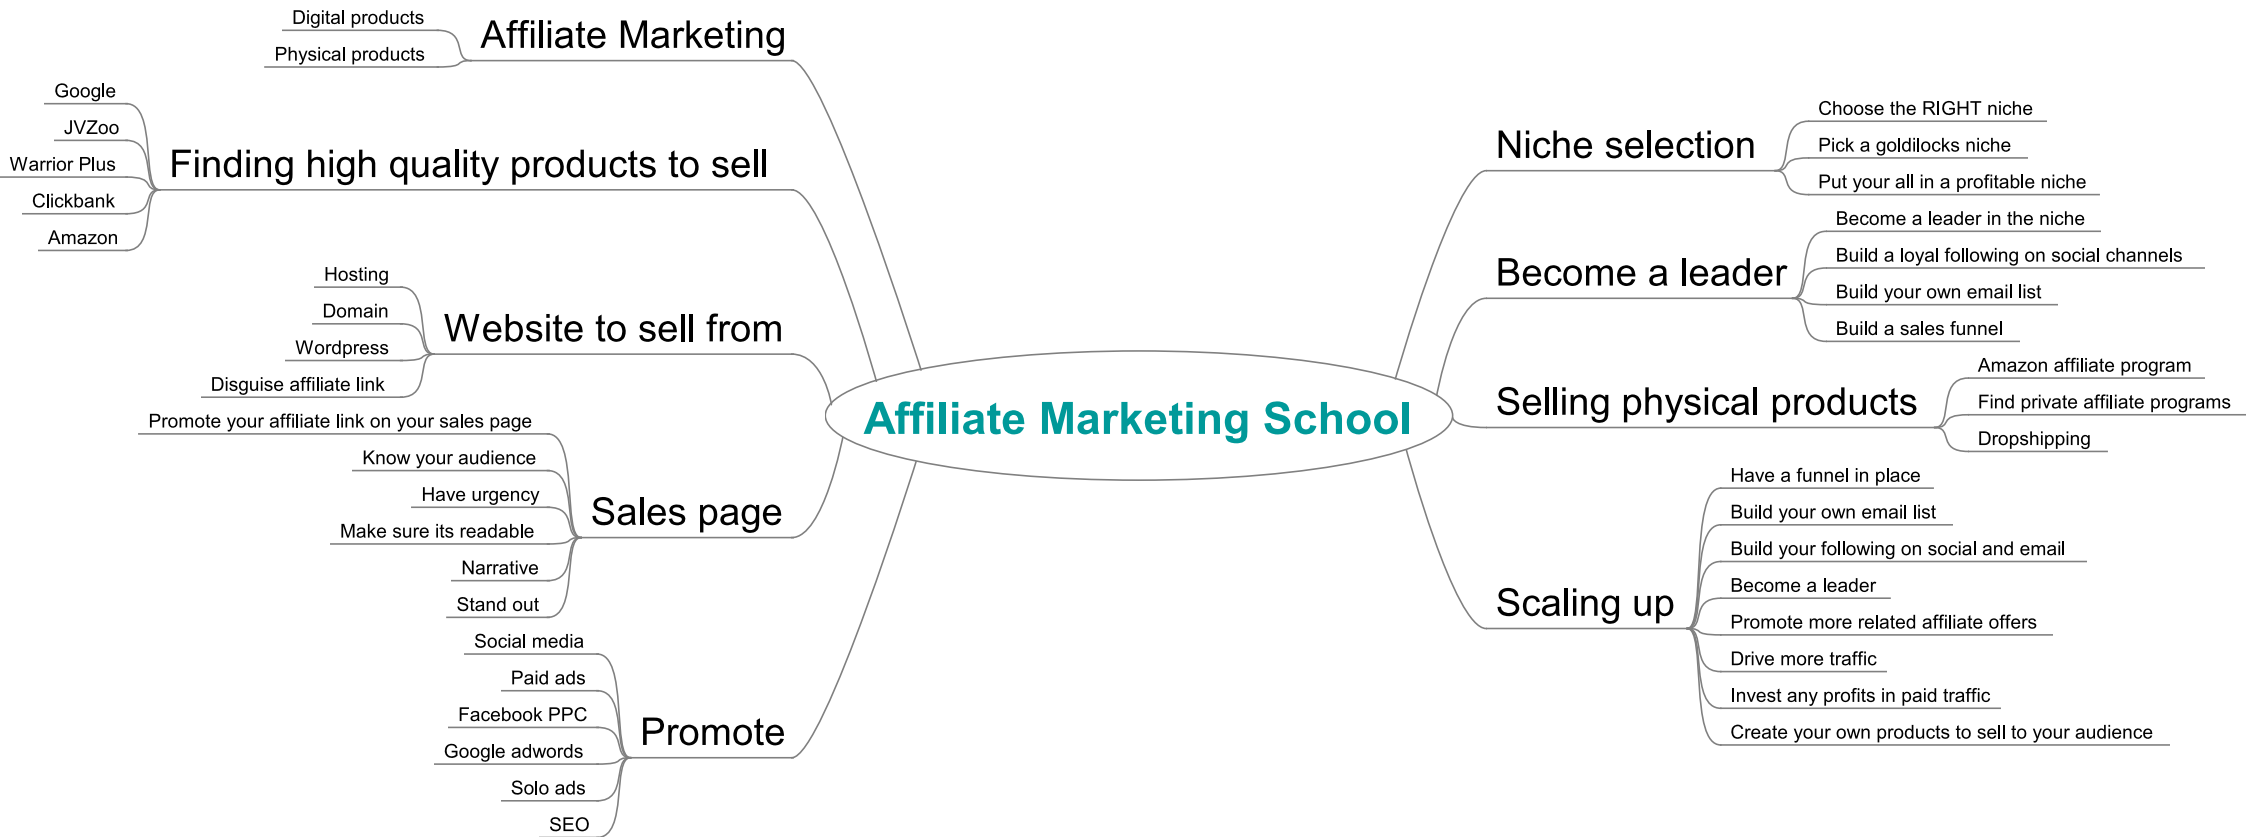 Affiliate Marketing School
Affiliate Marketing
Digital products
Physical products
Finding high quality products to sell
Google
JVZoo
Warrior Plus
Clickbank
Amazon
Website to sell from
Hosting
Domain
Wordpress
Disguise affiliate link
Sales page
Promote your affiliate link on your sales page
Know your audience
Have urgency
Make sure its readable
Narrative
Stand out
Promote
Social media
Paid ads
Facebook PPC
Google adwords
Solo ads
SEO
Niche selection
Choose the RIGHT niche
Pick a goldilocks niche
Put your all in a profitable niche
Become a leader
Become a leader in the niche
Build a loyal following on social channels
Build your own email list
Build a sales funnel
Selling physical products
Amazon affiliate program
Find private affiliate programs
Dropshipping
Scaling up
Have a funnel in place
Build your own email list
Build your following on social and email
Become a leader
Promote more related affiliate offers
Drive more traffic
Invest any profits in paid traffic
Create your own products to sell to your audience